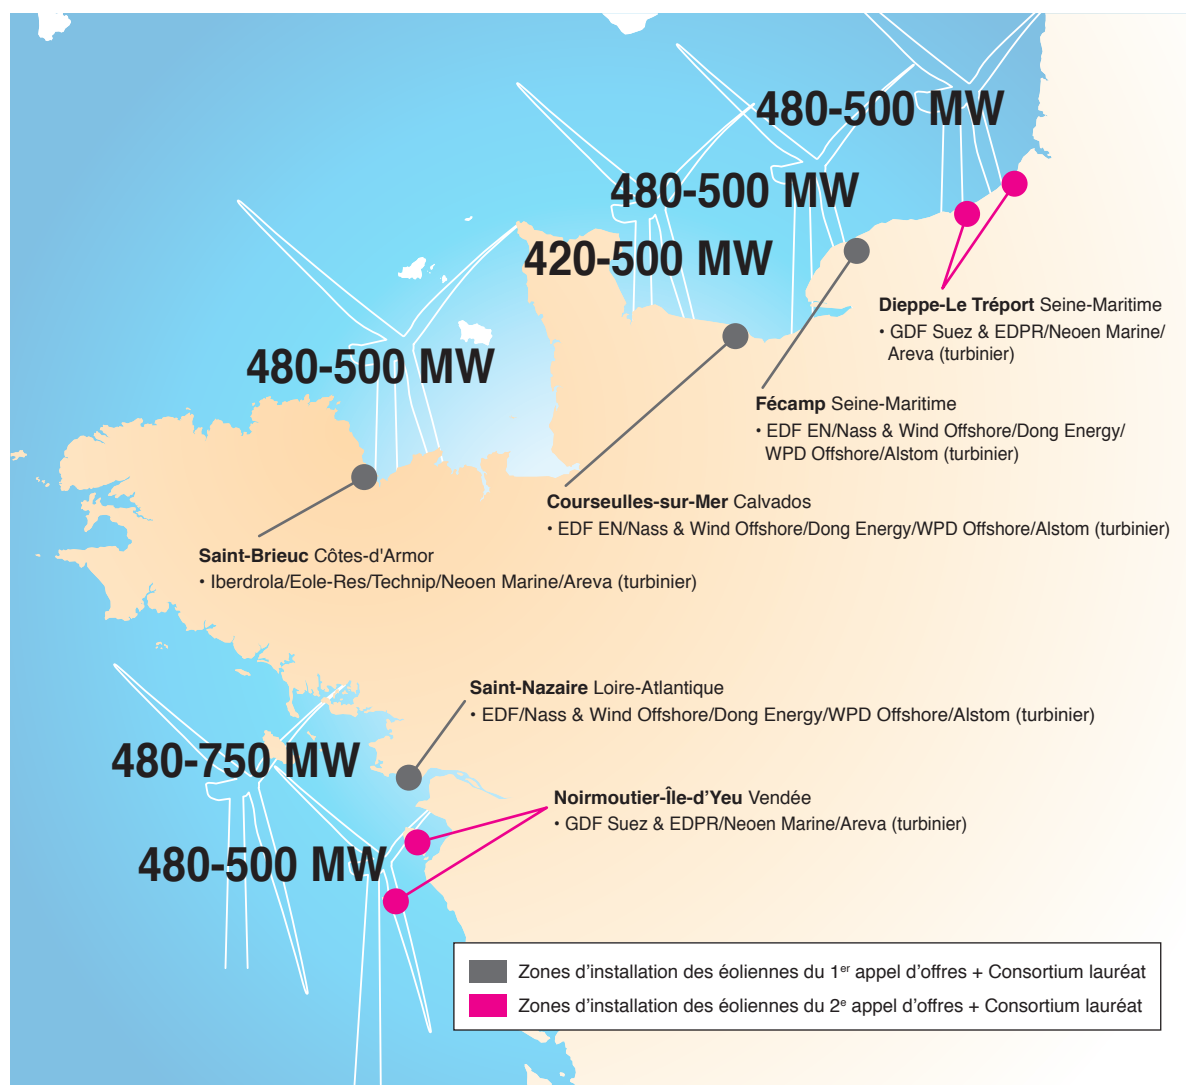 480-500 MW
480-500 MW
420-500 MW
Dieppe-Le Tréport Seine-Maritime
• GDF Suez & EDPR/Neoen Marine/
Areva (turbinier)
480-500 MW
Fécamp Seine-Maritime
• EDF EN/Nass & Wind Offshore/Dong Energy/
WPD Offshore/Alstom (turbinier)
Courseulles-sur-Mer Calvados
• EDF EN/Nass & Wind Offshore/Dong Energy/WPD Offshore/Alstom (turbinier)
Saint-Brieuc Côtes-d'Armor
• Iberdrola/Eole-Res/Technip/Neoen Marine/Areva (turbinier)
Saint-Nazaire Loire-Atlantique
• EDF/Nass & Wind Offshore/Dong Energy/WPD Offshore/Alstom (turbinier)
480-750 MW
Noirmoutier-Île-d’Yeu Vendée
• GDF Suez & EDPR/Neoen Marine/Areva (turbinier)
480-500 MW
Zones d’installation des éoliennes du 1er appel d’offres + Consortium lauréat
Zones d’installation des éoliennes du 2e appel d’offres + Consortium lauréat